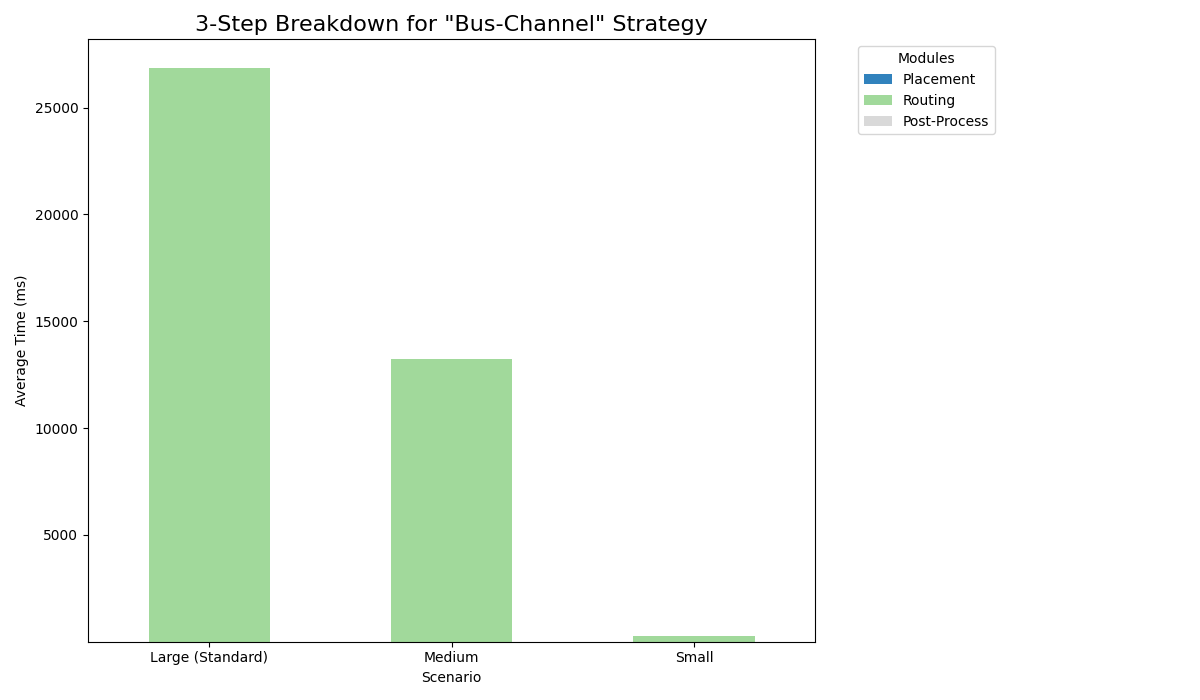 3-Step Breakdown for "Bus-Channel" Strategy
Modules
Placement
Routing
Post-Process
25000
20000
15000
10000
5000
Average Time (ms)
Large (Standard)
Medium
Small
Scenario